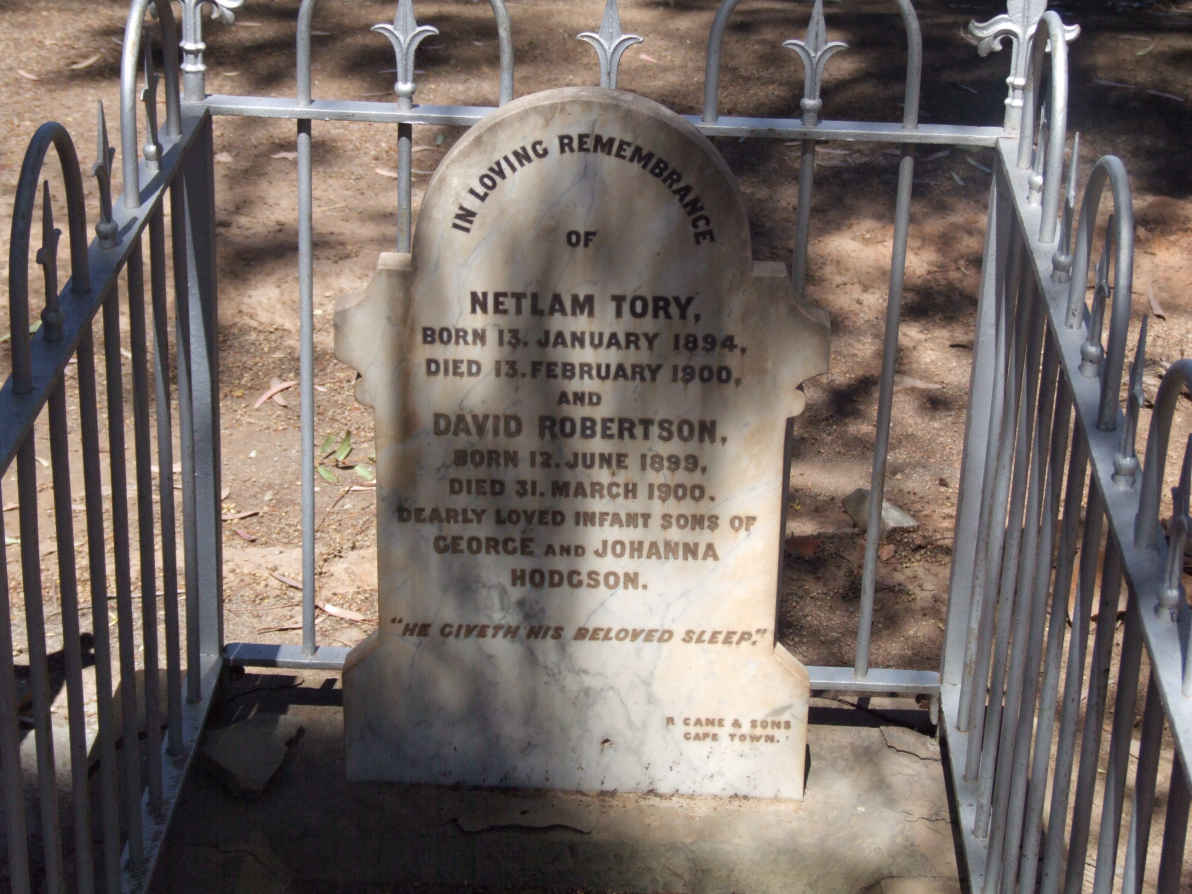 IN LOVING REMEMBRANCE
OF
NETLAM TORY,
BORN 13. JANUARY 1894,
DIED 13. FEBRUARY 1900,
AND
DAVID ROBERTSON,
BORN 12. JUNE 1899,
DIED 31. MARCH 1900.
DEARLY LOVED INFANT SONS OF
GEORGE AND JOHANNA
HODGSON.
"HE GIVETH HIS BELOVED SLEEP."
R CANE & SONS
CAPE TOWN.